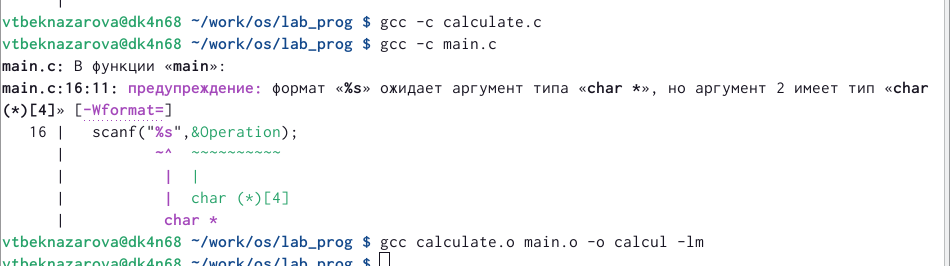 vtbeknazarova@dk4n68 ~/work/os/lab_prog $ gcc -c calculate.c
vtbeknazarova@dk4n68 ~/work/os/lab_prog $ gcc -c main.c
main.c: В функции «main»:
main.c:16:11: предупреждение: формат «%s» ожидает аргумент типа «char *», но аргумент 2 имеет тип «char
(*)[4]» [-Wformat=]
   16 |   scanf("%s",&Operation);
      |          ~^  ~~~~~~~~~~
      |           |  |
      |           |  char (*)[4]
      |           char *
vtbeknazarova@dk4n68 ~/work/os/lab_prog $ gcc calculate.o main.o -o calcul -lm
vtbeknazarova@dk4n68 ~/work/os/lab_prog $